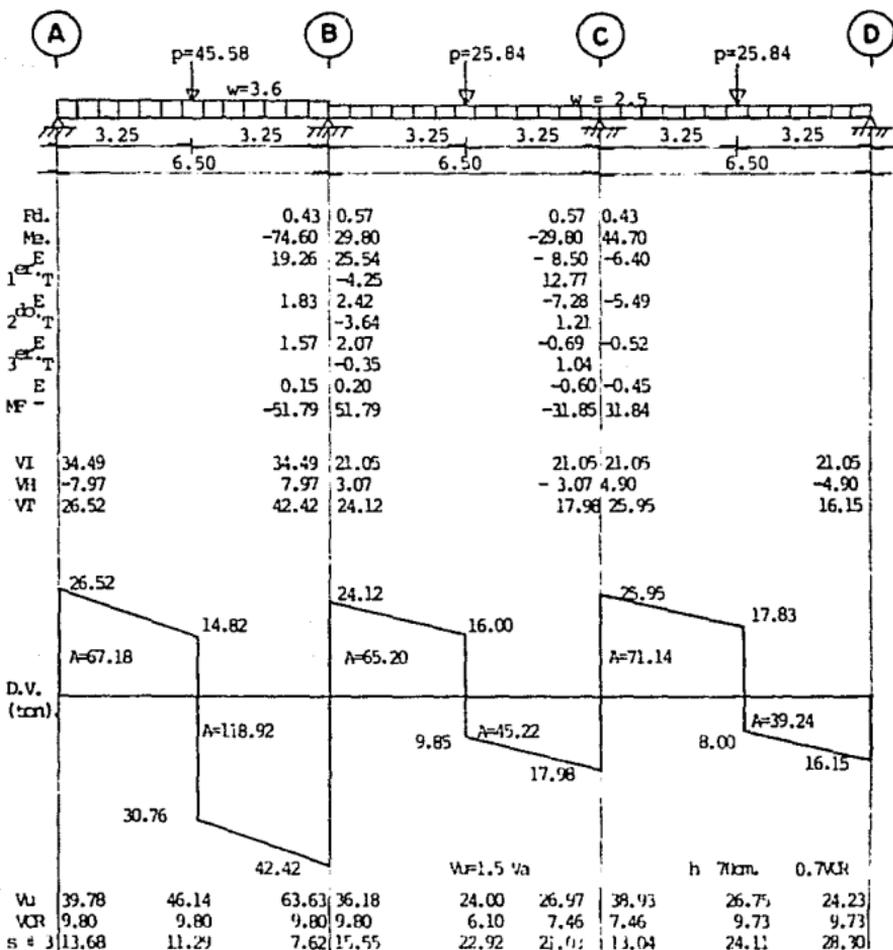 A B C D
p=45.58 p=25.84 p=25.84
w=3.6 w = 2.5
3.25 3.25 3.25 3.25 3.25 3.25
6.50 6.50 6.50
Fd. 0.43 0.57 0.57 0.43
Me. -74.60 29.80 -29.80 44.70
1er. E 19.26 25.54 - 8.50 -6.40
T -4.25 12.77
2do. E 1.83 2.42 -7.28 -5.49
T -3.64 1.21
3er. E 1.57 2.07 -0.69 -0.52
T -0.35 1.04
E 0.15 0.20 -0.60 -0.45
MF - -51.79 51.79 -31.85 31.84
VI 34.49 34.49 21.05 21.05 21.05 21.05
VH -7.97 7.97 3.07 - 3.07 4.90 -4.90
VT 26.52 42.42 24.12 17.98 25.95 16.15
26.52 24.12 25.95
14.82 16.00 17.83
A=67.18 A=65.20 A=71.14
D.V.
(ton).
A=118.92 A=45.22 A=39.24
9.85 8.00
17.98 16.15
30.76
42.42
Vu=1.5 Va h 70cm. 0.7VCR
Vu 39.78 46.14 63.63 36.18 24.00 26.97 38.93 26.75 24.23
VCR 9.80 9.80 9.80 9.80 6.10 7.46 7.46 9.73 9.73
13.68 11.29 7.62 15.55 22.92 13.04 24.11 28.30